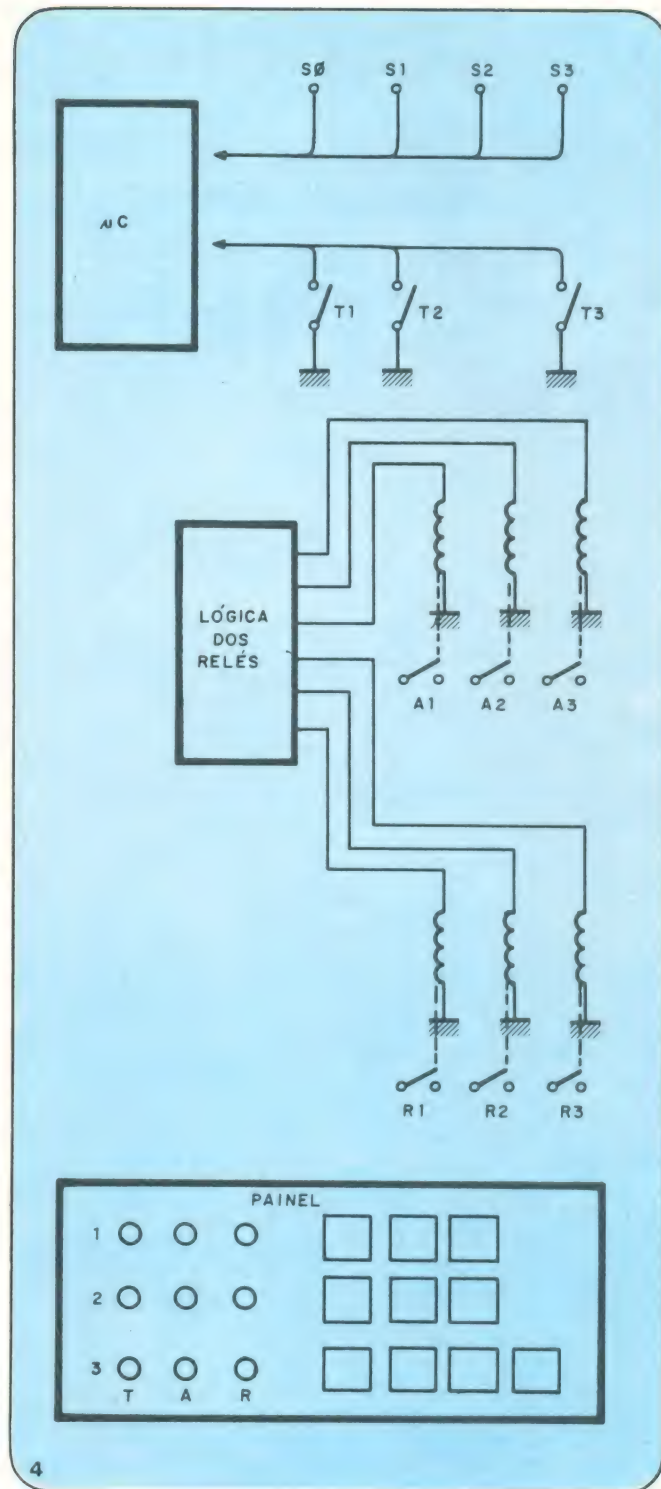 SØ S1 S2 S3
µC
T1 T2 T3
LÓGICA
DOS
RELÉS
A1 A2 A3
R1 R2 R3
PAINEL
1
2
3
T A R
4